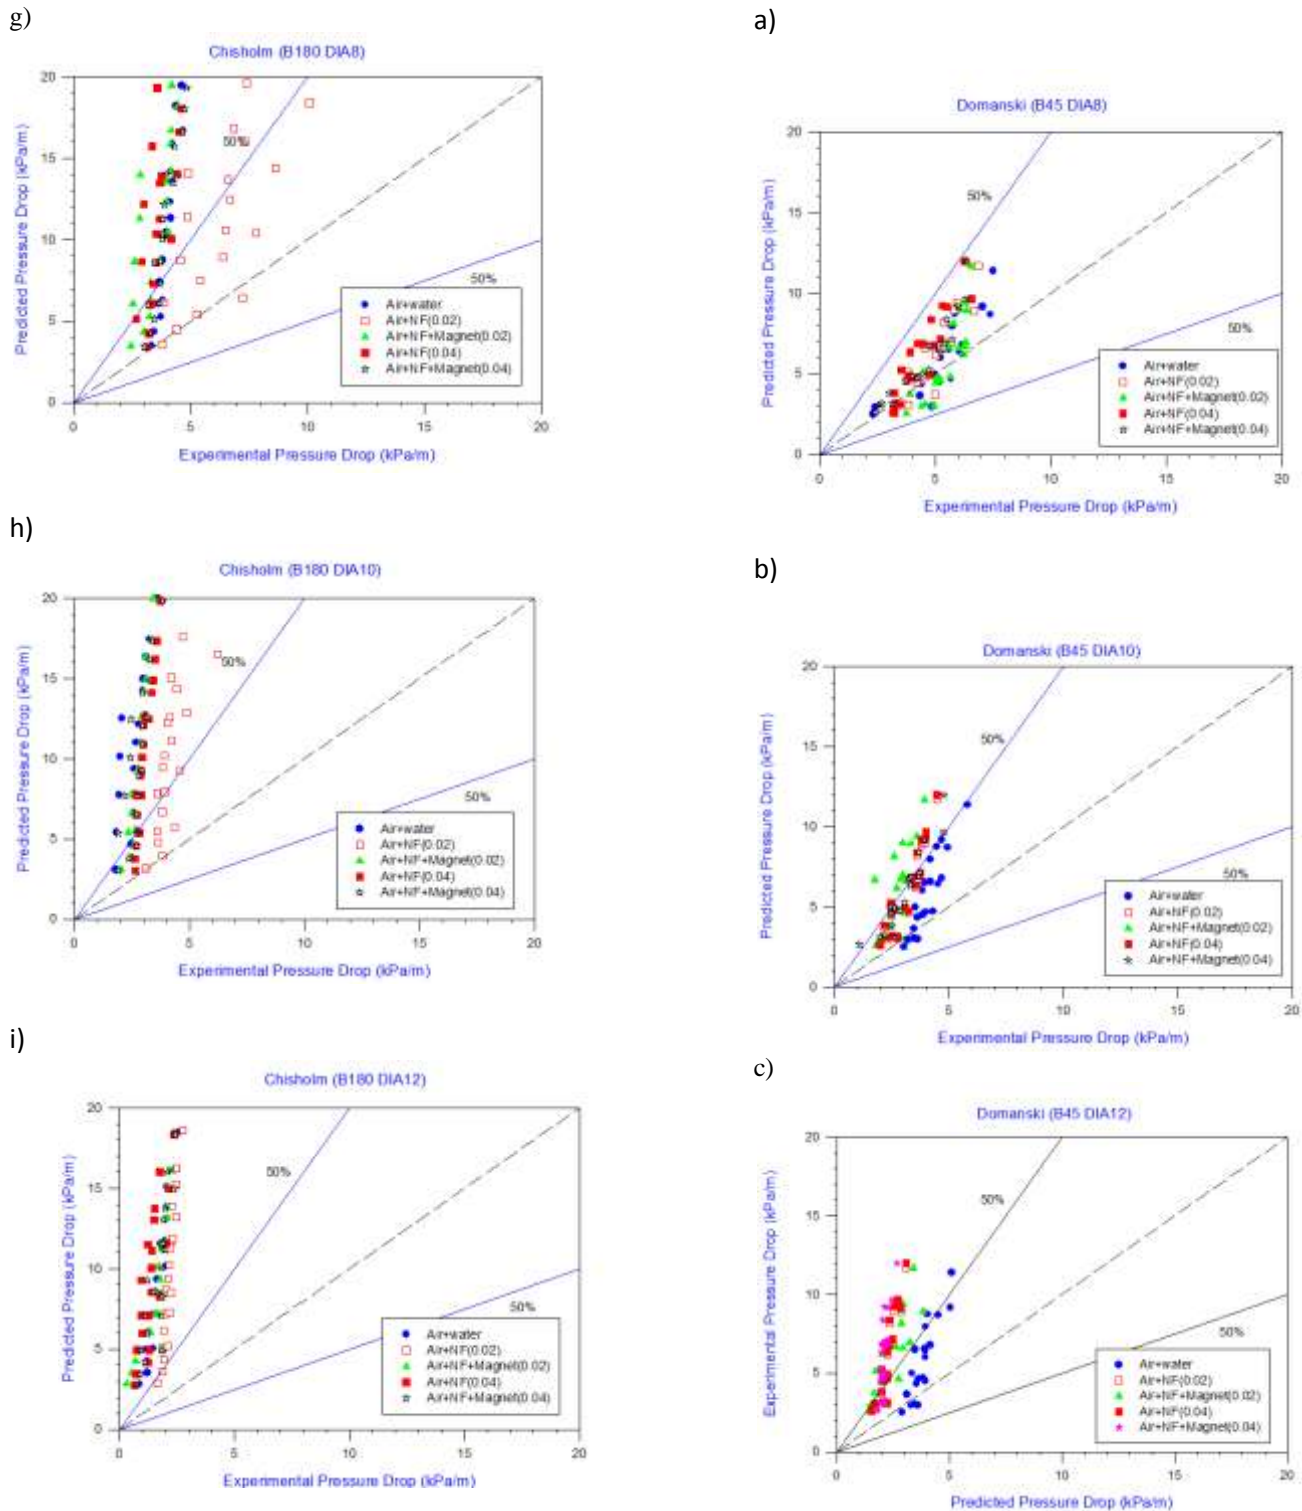 g)
Chisholm (B180 DIA8)
20
15
10
5
0
0
5
10
15
20
50%
50%
Predicted Pressure Drop (kPa/m)
Experimental Pressure Drop (kPa/m)
Air+water
Air+NF(0.02)
Air+NF+Magnet(0.02)
Air+NF(0.04)
Air+NF+Magnet(0.04)
h)
Chisholm (B180 DIA10)
20
15
10
5
0
0
5
10
15
20
50%
50%
Predicted Pressure Drop (kPa/m)
Experimental Pressure Drop (kPa/m)
Air+water
Air+NF(0.02)
Air+NF+Magnet(0.02)
Air+NF(0.04)
Air+NF+Magnet(0.04)
i)
Chisholm (B180 DIA12)
20
15
10
5
0
0
5
10
15
20
50%
50%
Predicted Pressure Drop (kPa/m)
Experimental Pressure Drop (kPa/m)
Air+water
Air+NF(0.02)
Air+NF+Magnet(0.02)
Air+NF(0.04)
Air+NF+Magnet(0.04)
a)
Domanski (B45 DIA8)
20
15
10
5
0
0
5
10
15
20
50%
50%
Predicted Pressure Drop (kPa/m)
Experimental Pressure Drop (kPa/m)
Air+water
Air+NF(0.02)
Air+NF+Magnet(0.02)
Air+NF(0.04)
Air+NF+Magnet(0.04)
b)
Domanski (B45 DIA10)
20
15
10
5
0
0
5
10
15
20
50%
50%
Predicted Pressure Drop (kPa/m)
Experimental Pressure Drop (kPa/m)
Air+water
Air+NF(0.02)
Air+NF+Magnet(0.02)
Air+NF(0.04)
Air+NF+Magnet(0.04)
c)
Domanski (B45 DIA12)
20
15
10
5
0
0
5
10
15
20
50%
50%
Experimental Pressure Drop (kPa/m)
Predicted Pressure Drop (kPa/m)
Air+water
Air+NF(0.02)
Air+NF+Magnet(0.02)
Air+NF(0.04)
Air+NF+Magnet(0.04)